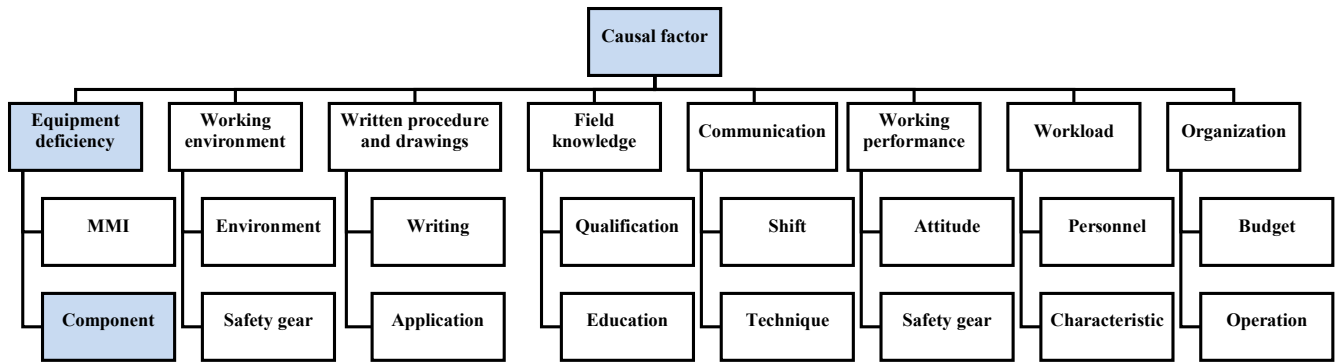 Causal factor
Equipment
deficiency
Working
environment
Written procedure
and drawings
Field
knowledge
Communication
Working
performance
Workload
Organization
MMI
Environment
Writing
Qualification
Shift
Attitude
Personnel
Budget
Component
Safety gear
Application
Education
Technique
Safety gear
Characteristic
Operation